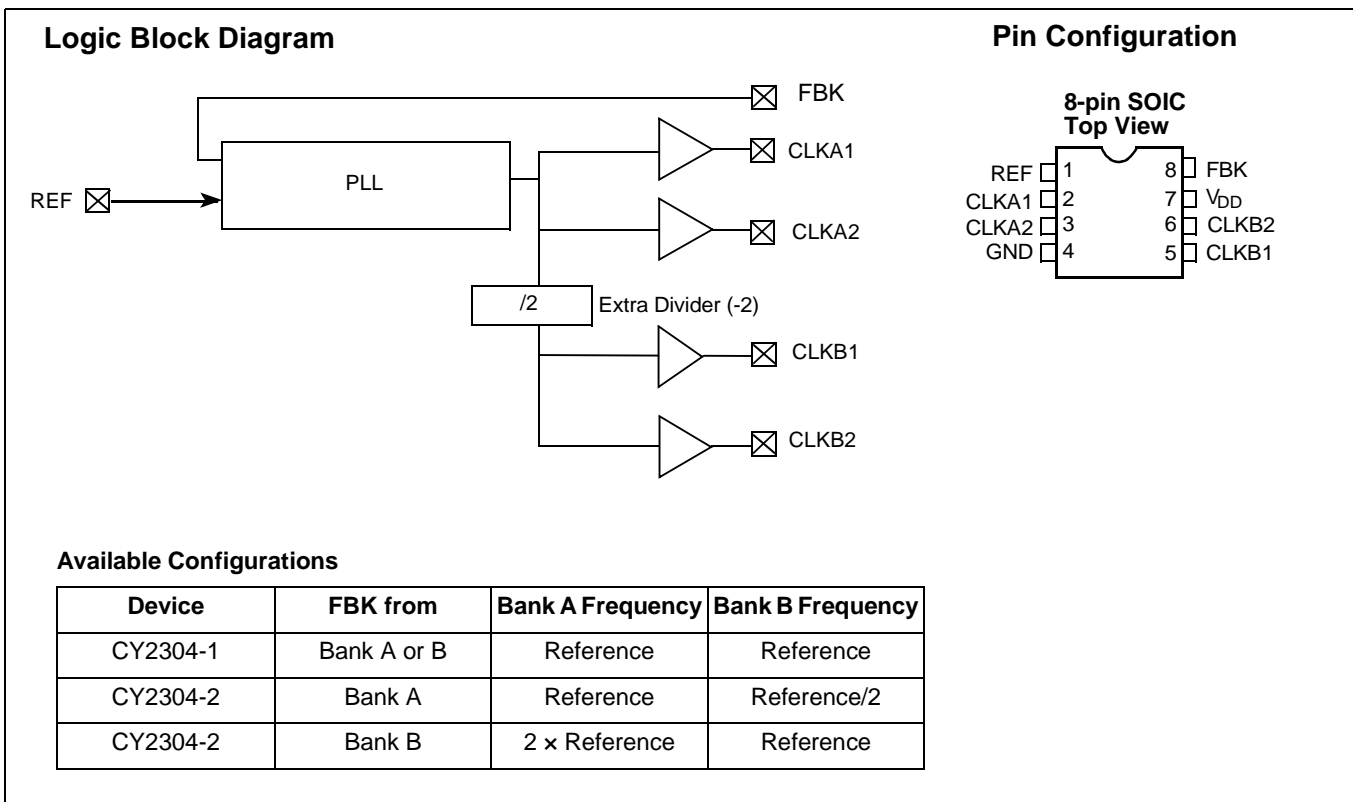 Logic Block Diagram
FBK
CLKA1
PLL
REF
CLKA2
/2
Extra Divider (-2)
CLKB1
CLKB2
Pin Configuration
8-pin SOIC
Top View
REF 1 8 FBK
CLKA1 2 7 VDD
CLKA2 3 6 CLKB2
GND 4 5 CLKB1
Available Configurations
Device FBK from Bank A Frequency Bank B Frequency
CY2304-1 Bank A or B Reference Reference
CY2304-2 Bank A Reference Reference/2
CY2304-2 Bank B 2 × Reference Reference